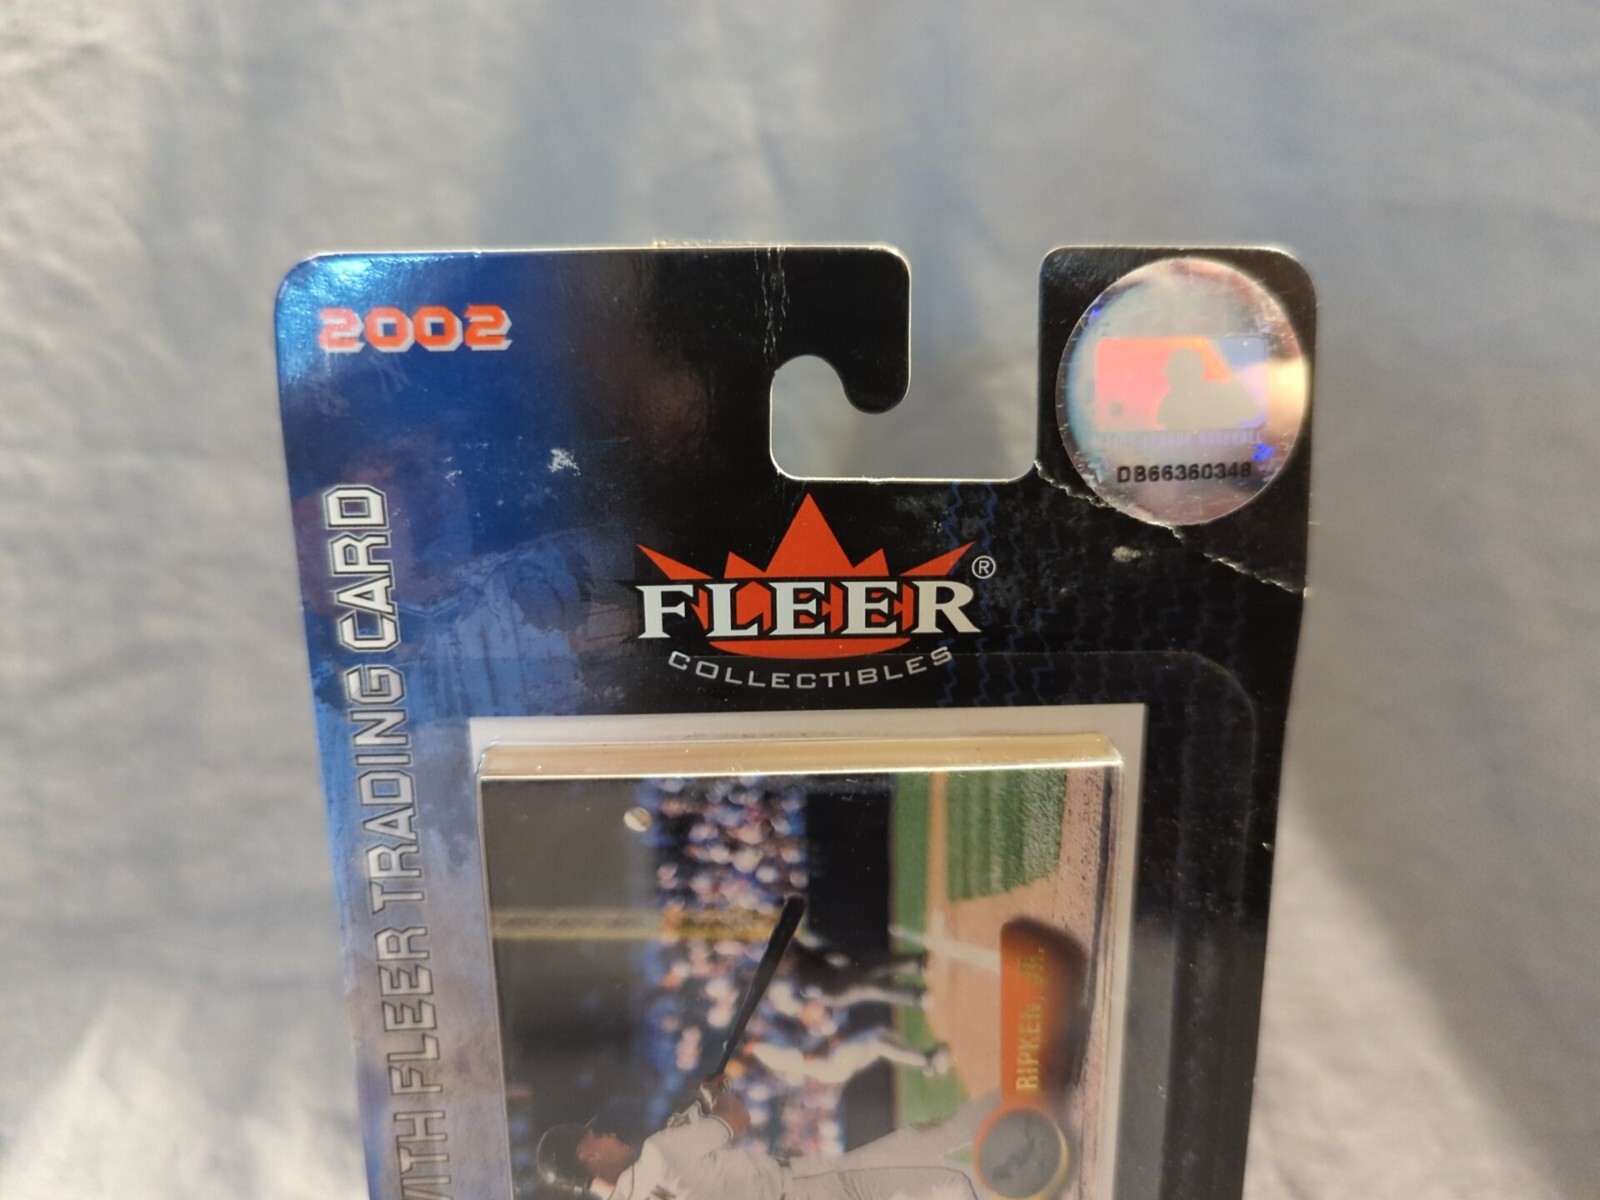 2002
DB66360348
FLEER®
COLLECTIBLES
WITH FLEER TRADING CARD
RIPKEN, JR.